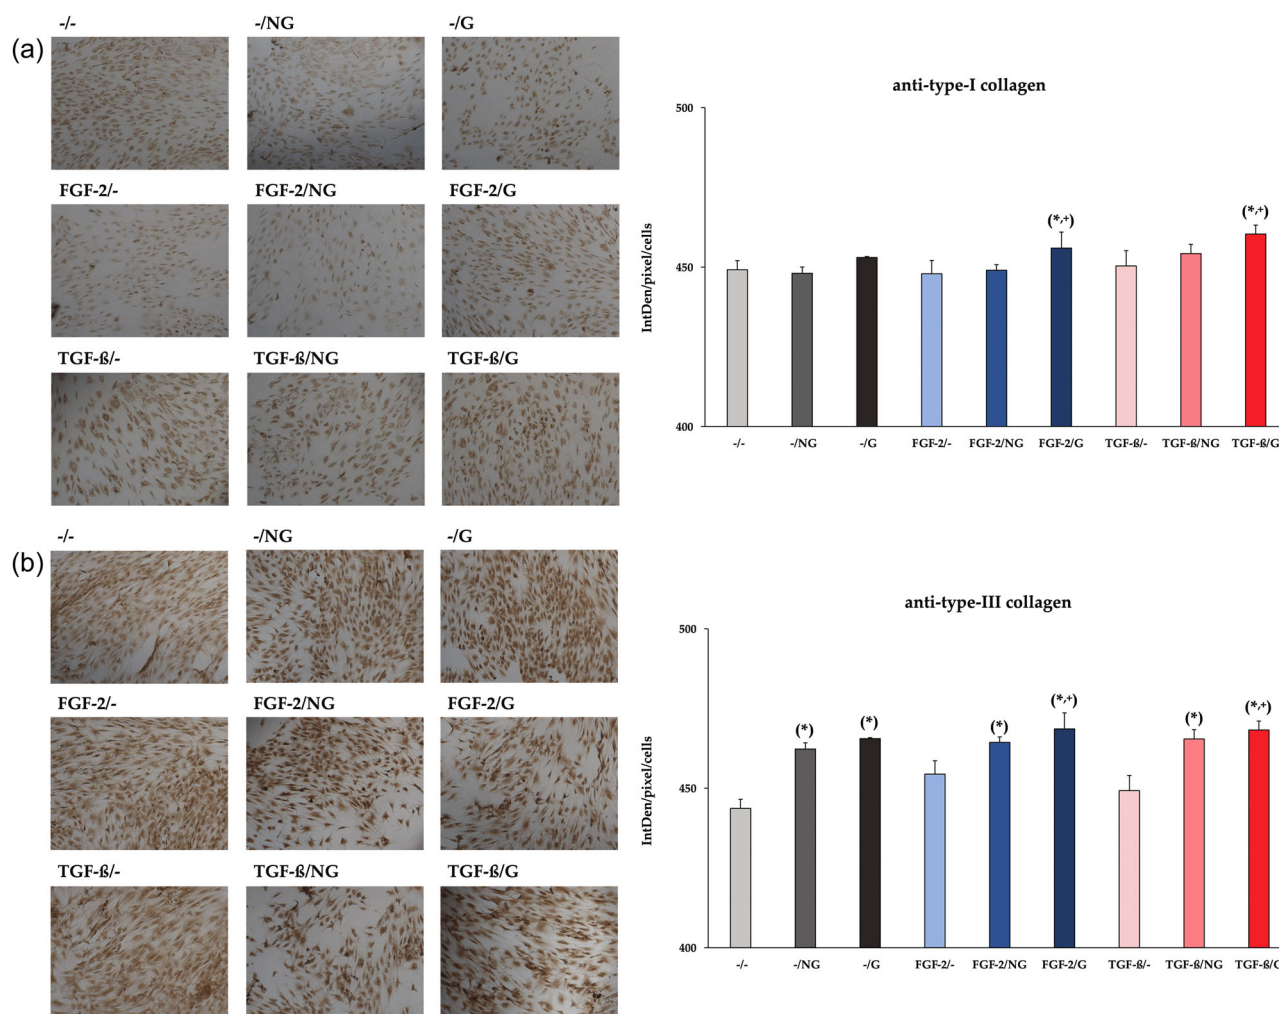 (a)
-/- -/NG -/G
FGF-2/- FGF-2/NG FGF-2/G
TGF-ß/- TGF-ß/NG TGF-ß/G
anti-type-I collagen
IntDen/pixel/cells
500
450
400
(*,+) (*,+)
-/- -/NG -/G FGF-2/- FGF-2/NG FGF-2/G TGF-ß/- TGF-ß/NG TGF-ß/G
(b)
-/- -/NG -/G
FGF-2/- FGF-2/NG FGF-2/G
TGF-ß/- TGF-ß/NG TGF-ß/G
anti-type-III collagen
IntDen/pixel/cells
500
450
400
(*) (*) (*) (*,+) (*) (*,+)
-/- -/NG -/G FGF-2/- FGF-2/NG FGF-2/G TGF-ß/- TGF-ß/NG TGF-ß/G